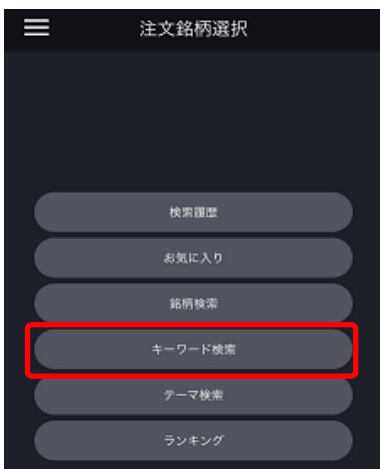 注文銘柄選択
検索履歴
お気に入り
銘柄検索
キーワード検索
テーマ検索
ランキング